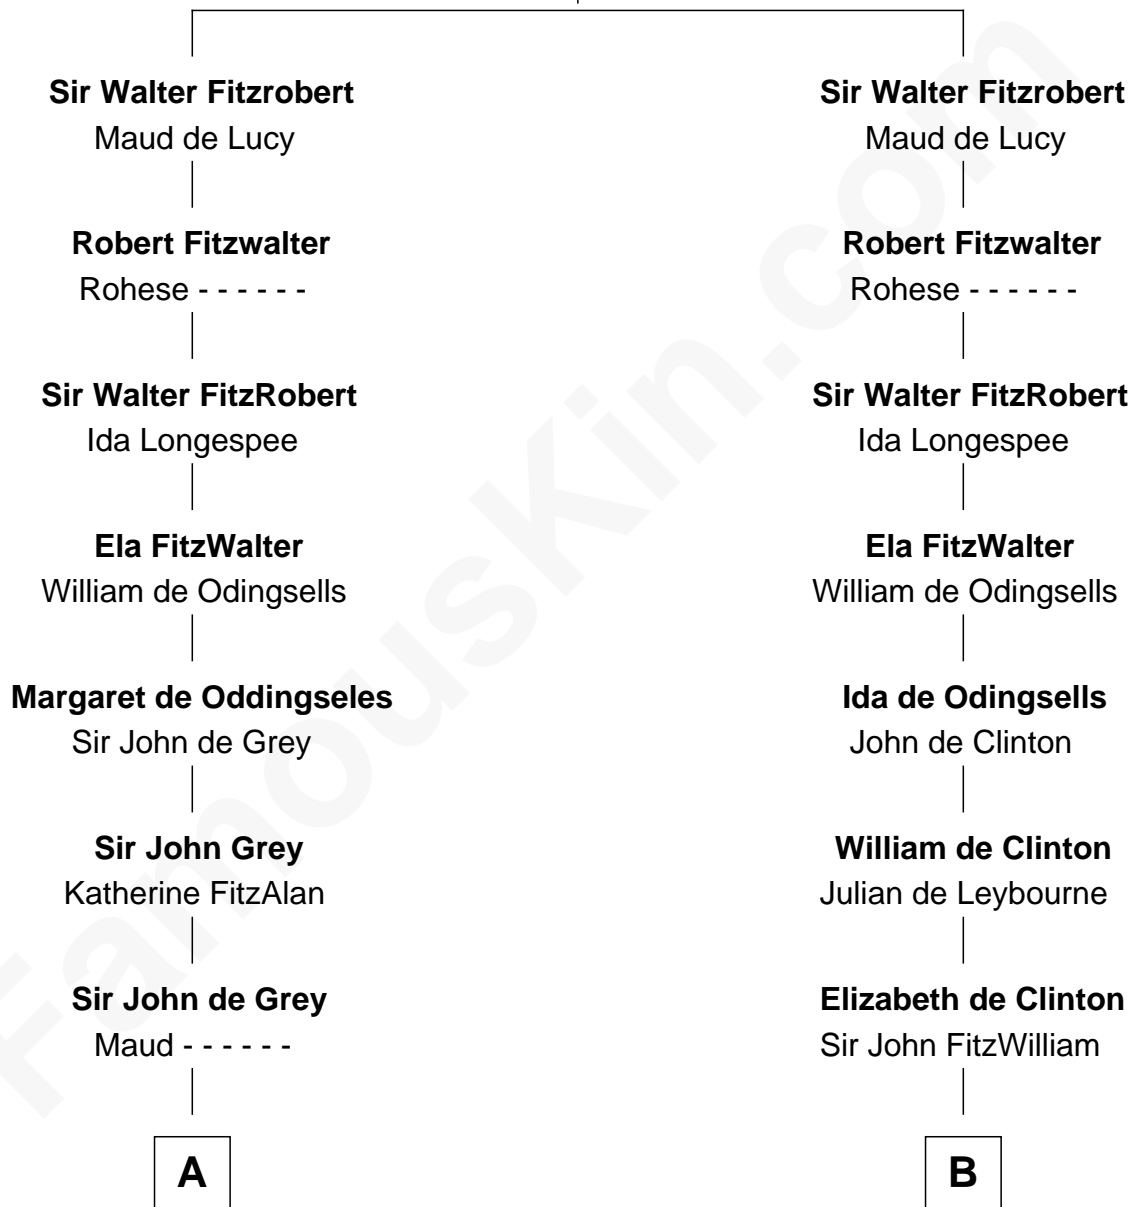 Sir Walter Fitzrobert
Maud de Lucy
Robert Fitzwalter
Rohese - - - - - -
Sir Walter FitzRobert
Ida Longespee
Ela FitzWalter
William de Odingsells
Margaret de Oddingseles
Sir John de Grey
Sir John Grey
Katherine FitzAlan
Sir John de Grey
Maud - - - - - -
A
Sir Walter Fitzrobert
Maud de Lucy
Robert Fitzwalter
Rohese - - - - - -
Sir Walter FitzRobert
Ida Longespee
Ela FitzWalter
William de Odingsells
Ida de Odingsells
John de Clinton
William de Clinton
Julian de Leybourne
Elizabeth de Clinton
Sir John FitzWilliam
B
FamousKin.com